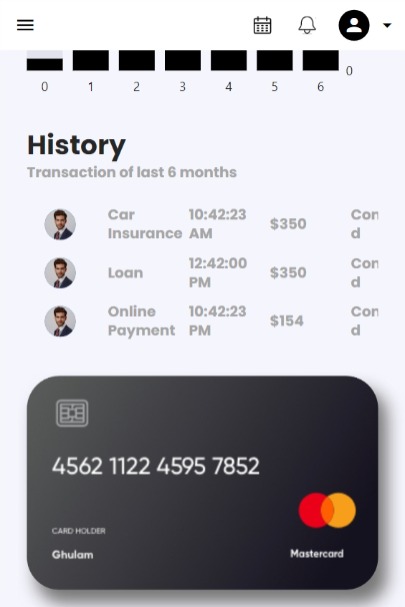 0
0 1 2 3 4 5 6
History
Transaction of last 6 months
Car 10:42:23 $350 Con
Insurance AM d
Loan 12:42:00 $350 Con
PM d
Online 10:42:23 $154 Con
Payment PM d
4562 1122 4595 7852
CARD HOLDER
Ghulam Mastercard